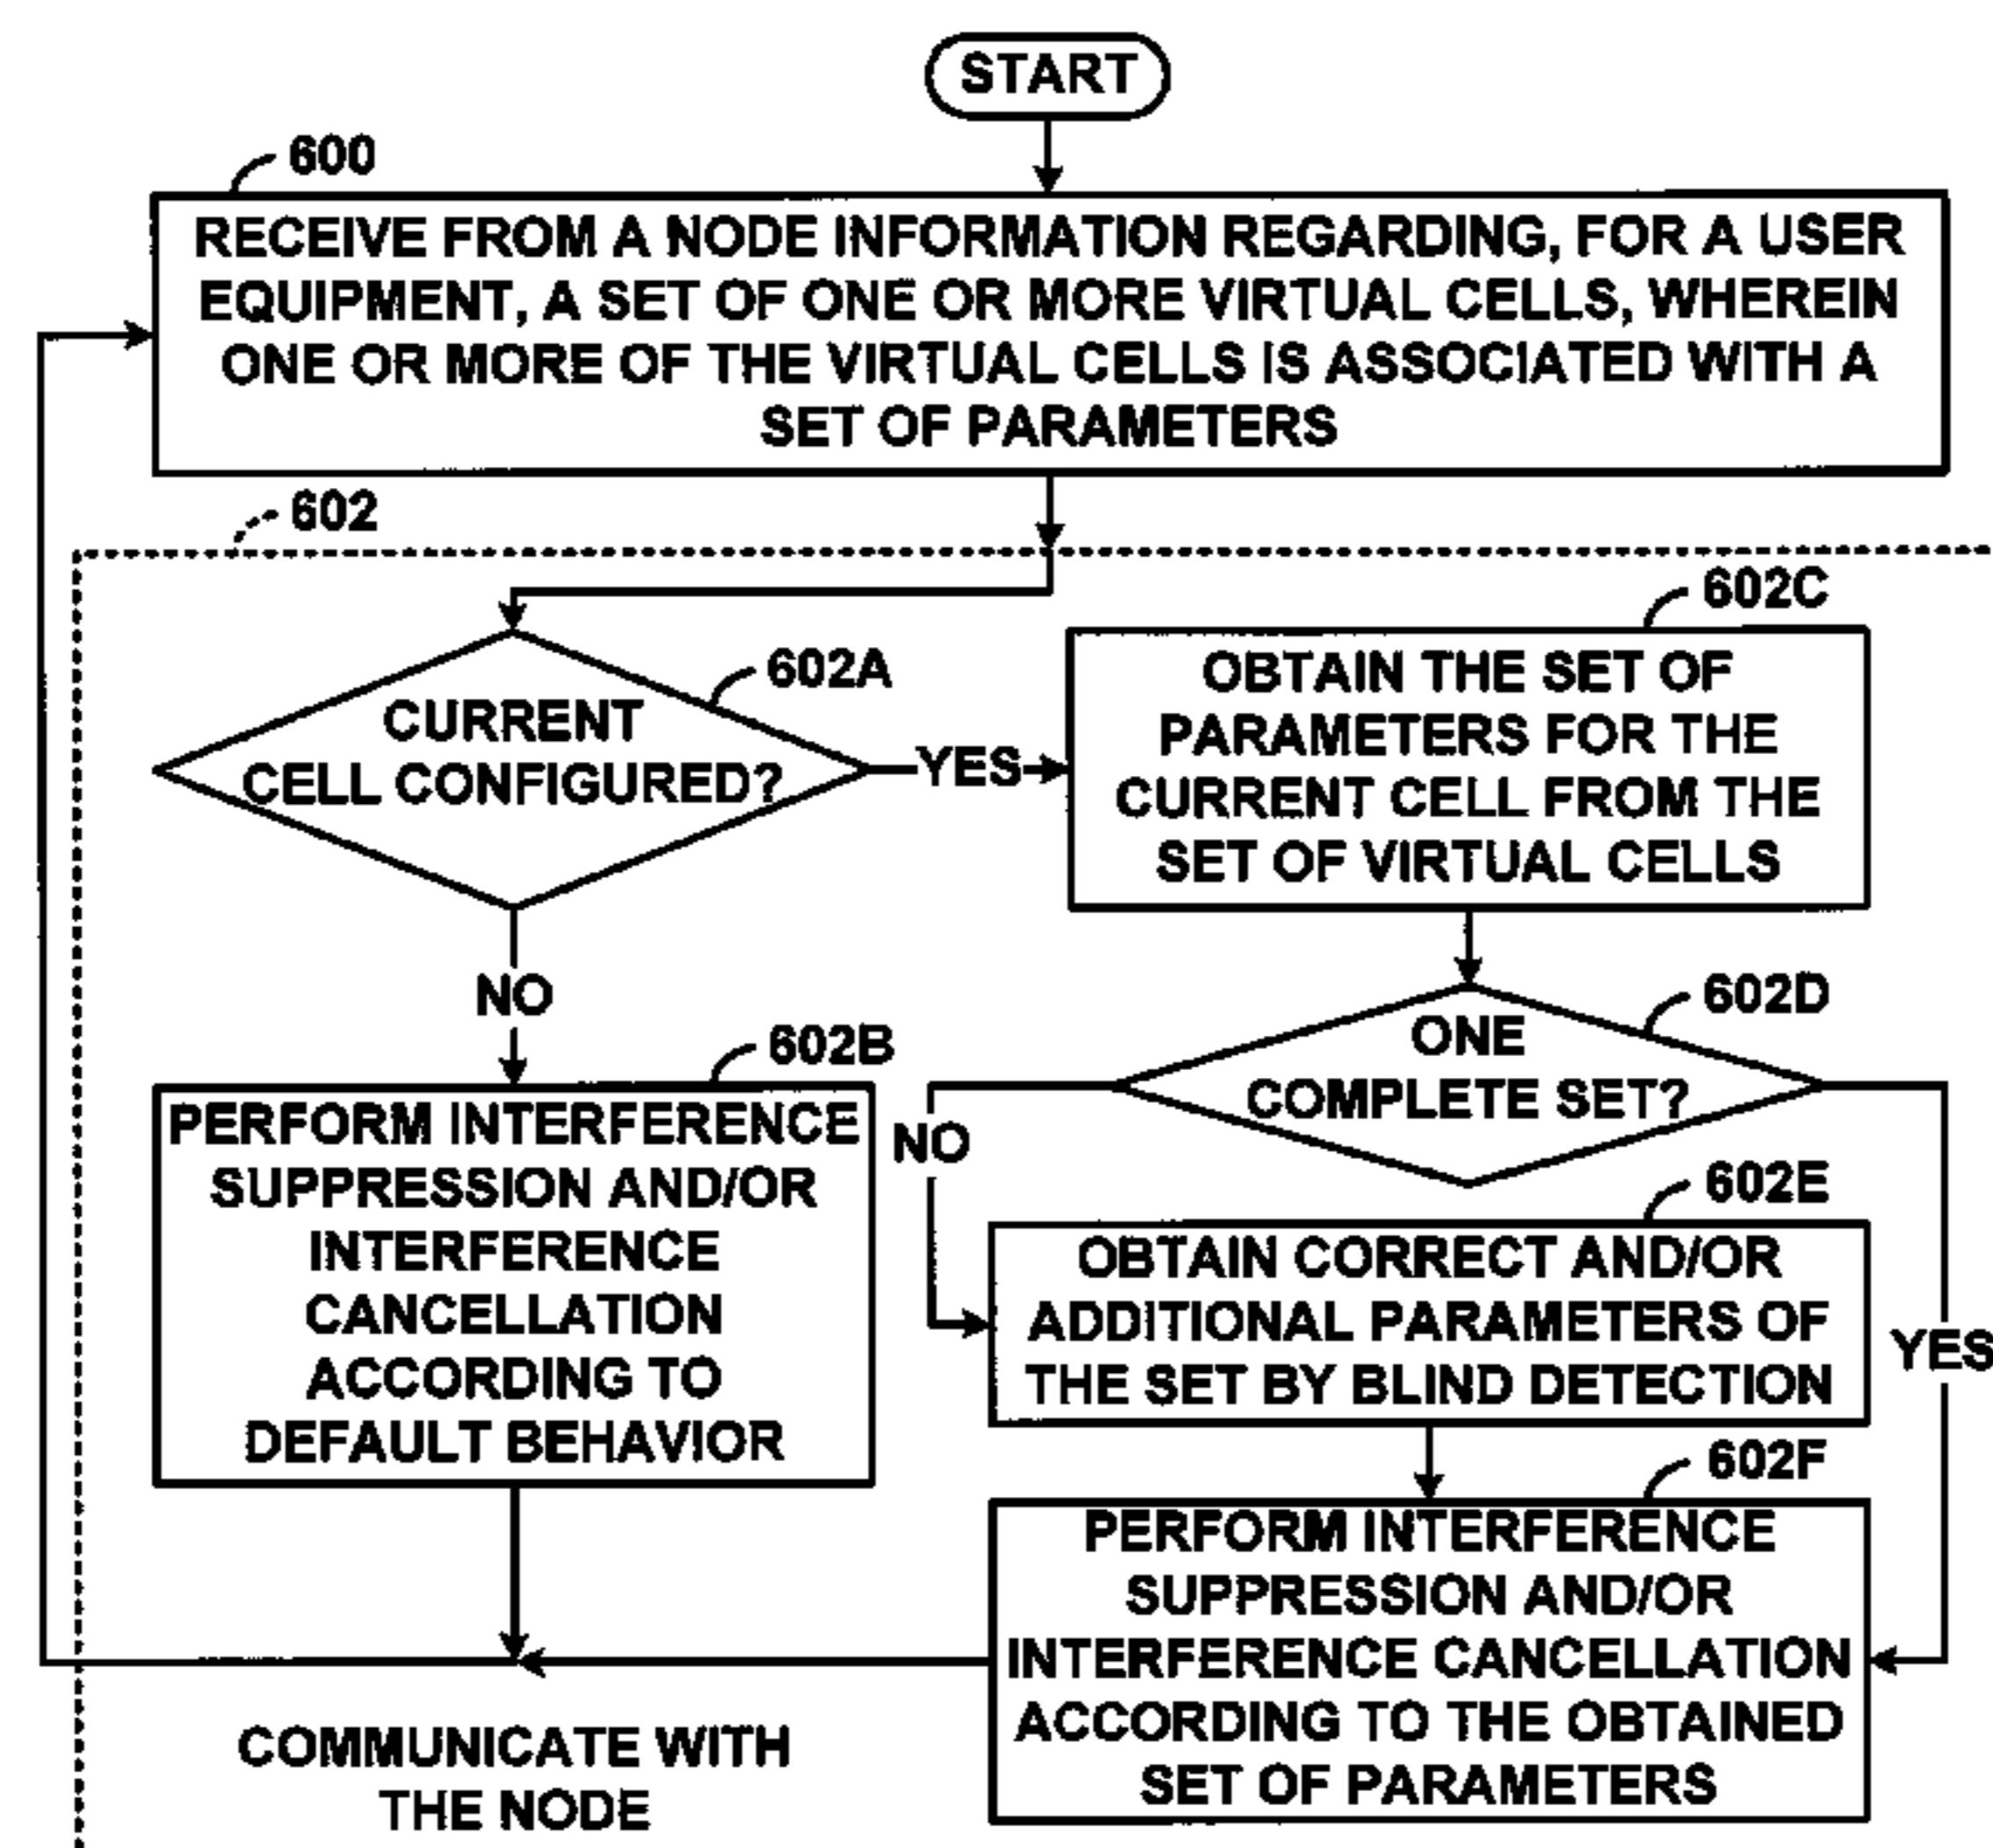 START
600
RECEIVE FROM A NODE INFORMATION REGARDING, FOR A USER
EQUIPMENT, A SET OF ONE OR MORE VIRTUAL CELLS, WHEREIN
ONE OR MORE OF THE VIRTUAL CELLS IS ASSOCIATED WITH A
SET OF PARAMETERS
602
602A
CURRENT
CELL CONFIGURED?
YES
602C
OBTAIN THE SET OF
PARAMETERS FOR THE
CURRENT CELL FROM THE
SET OF VIRTUAL CELLS
NO
602B
PERFORM INTERFERENCE
SUPPRESSION AND/OR
INTERFERENCE
CANCELLATION
ACCORDING TO
DEFAULT BEHAVIOR
602D
ONE
COMPLETE SET?
NO
YES
602E
OBTAIN CORRECT AND/OR
ADDITIONAL PARAMETERS OF
THE SET BY BLIND DETECTION
602F
PERFORM INTERFERENCE
SUPPRESSION AND/OR
INTERFERENCE CANCELLATION
ACCORDING TO THE OBTAINED
SET OF PARAMETERS
COMMUNICATE WITH
THE NODE